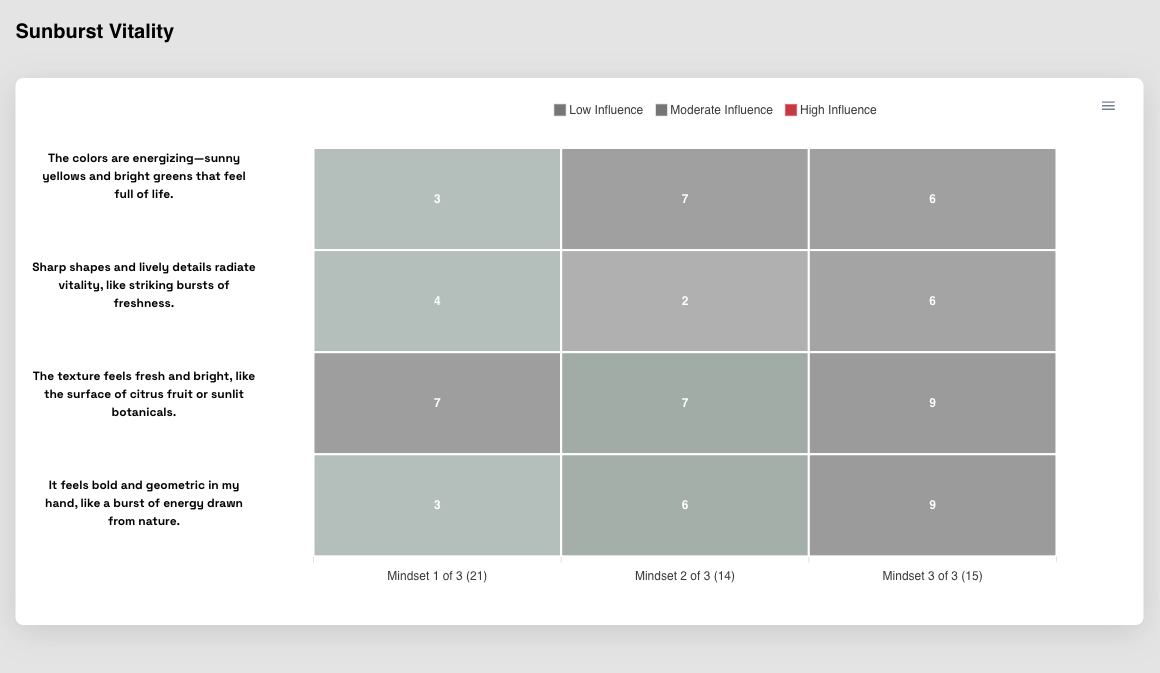 Sunburst Vitality
Low Influence Moderate Influence High Influence
The colors are energizing—sunny
yellows and bright greens that feel
full of life.
3 7 6
Sharp shapes and lively details radiate
vitality, like striking bursts of
freshness.
4 2 6
The texture feels fresh and bright, like
the surface of citrus fruit or sunlit
botanicals.
7 7 9
It feels bold and geometric in my
hand, like a burst of energy drawn
from nature.
3 6 9
Mindset 1 of 3 (21) Mindset 2 of 3 (14) Mindset 3 of 3 (15)